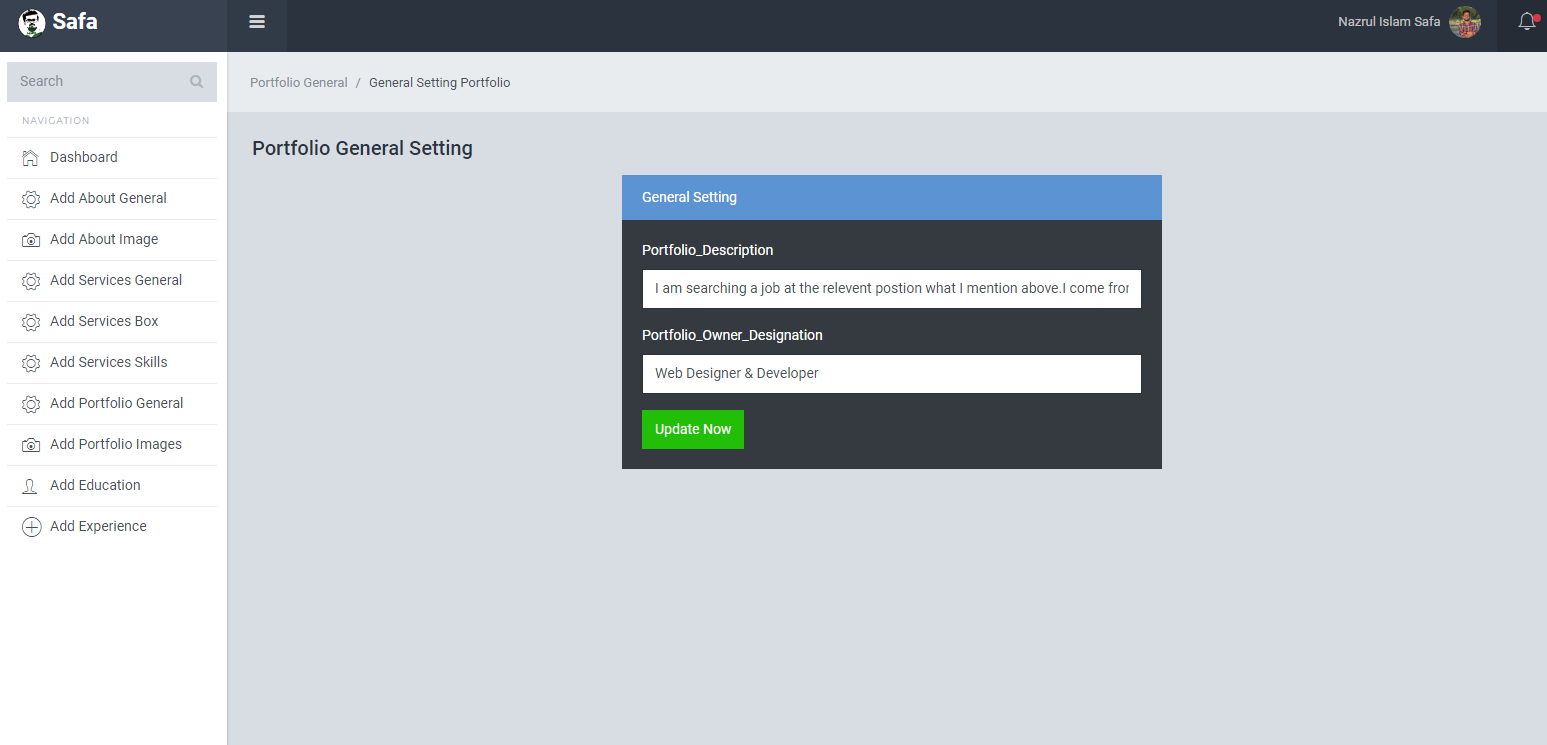 Safa
Nazrul Islam Safa
Search
NAVIGATION
Dashboard
Add About General
Add About Image
Add Services General
Add Services Box
Add Services Skills
Add Portfolio General
Add Portfolio Images
Add Education
Add Experience
Portfolio General / General Setting Portfolio
Portfolio General Setting
General Setting
Portfolio_Description
I am searching a job at the relevent postion what I mention above.I come fror
Portfolio_Owner_Designation
Web Designer & Developer
Update Now